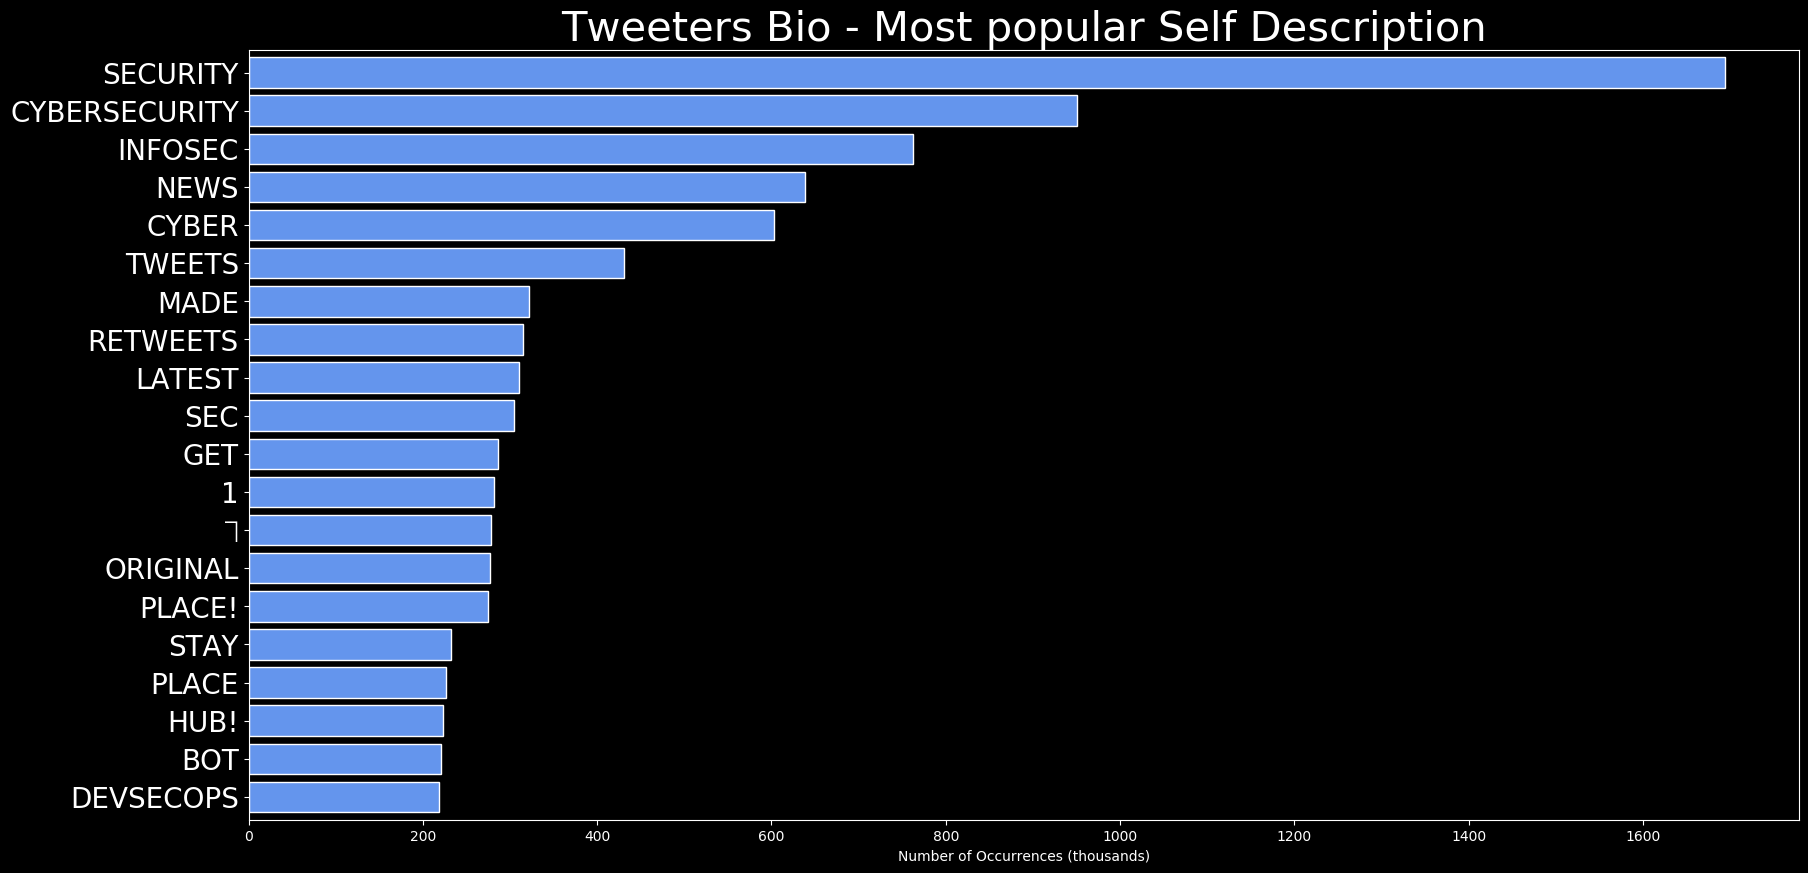 Tweeters Bio - Most popular Self Description
SECURITY
CYBERSECURITY
INFOSEC
NEWS
CYBER
TWEETS
MADE
RETWEETS
LATEST
SEC
GET
1
ORIGINAL
PLACE!
STAY
PLACE
HUB!
BOT
DEVSECOPS
0 200 400 600 800 1000 1200 1400 1600
Number of Occurrences (thousands)